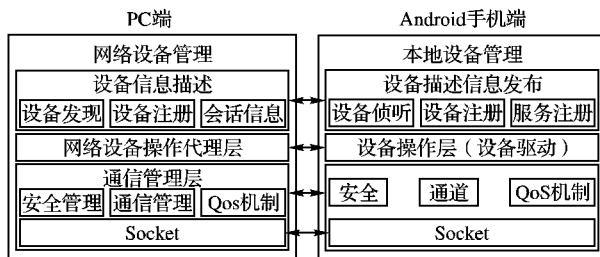 PC端
Android手机端
网络设备管理
本地设备管理
设备信息描述
设备描述信息发布
设备发现 设备注册 会话信息
设备侦听 设备注册 服务注册
网络设备操作代理层
设备操作层（设备驱动）
通信管理层
安全管理 通信管理 Qos机制
安全 通道 QoS机制
Socket
Socket